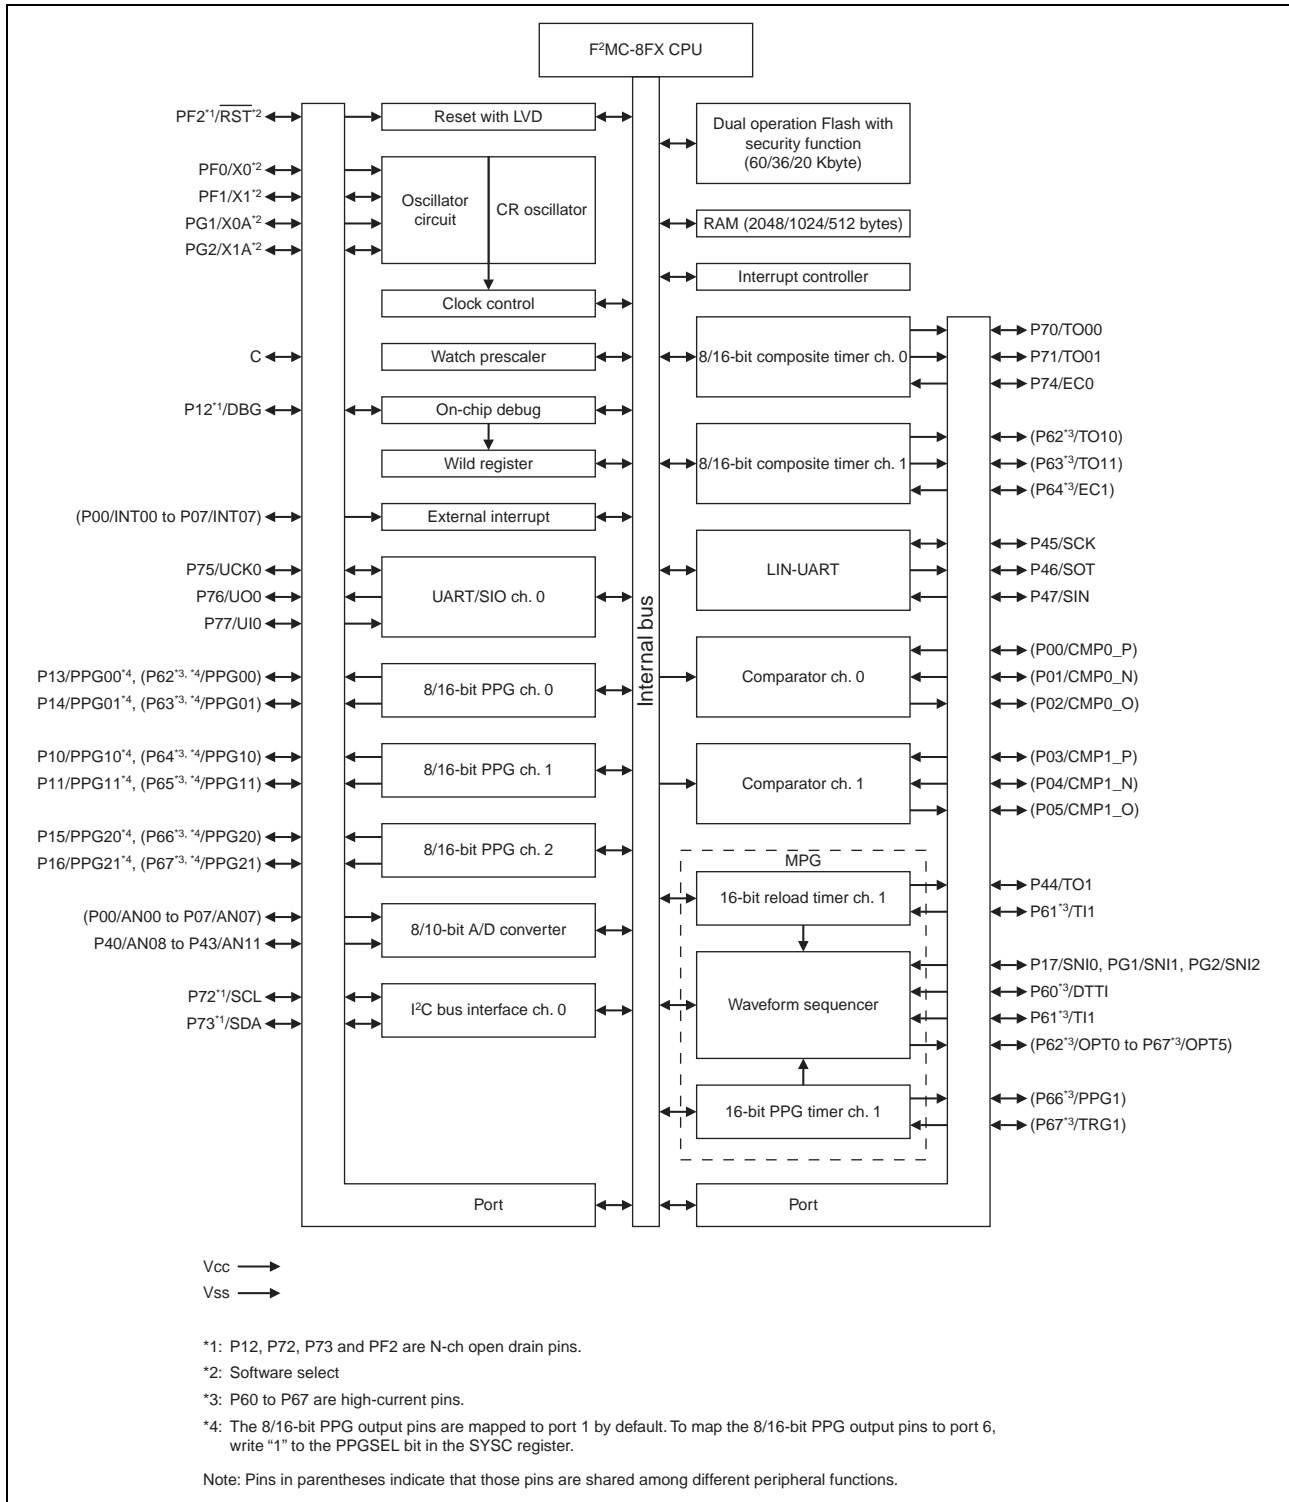 F²MC-8FX CPU
PF2*1/RST*2
Reset with LVD
Dual operation Flash with
security function
(60/36/20 Kbyte)
PF0/X0*2
PF1/X1*2
PG1/X0A*2
PG2/X1A*2
Oscillator
circuit
CR oscillator
RAM (2048/1024/512 bytes)
Interrupt controller
Clock control
C
Watch prescaler
8/16-bit composite timer ch. 0
P70/TO00
P71/TO01
P74/EC0
P12*1/DBG
On-chip debug
Wild register
8/16-bit composite timer ch. 1
(P62*3/TO10)
(P63*3/TO11)
(P64*3/EC1)
(P00/INT00 to P07/INT07)
External interrupt
P75/UCK0
P76/UO0
P77/UI0
UART/SIO ch. 0
LIN-UART
P45/SCK
P46/SOT
P47/SIN
Internal bus
P13/PPG00*4, (P62*3, *4/PPG00)
P14/PPG01*4, (P63*3, *4/PPG01)
8/16-bit PPG ch. 0
Comparator ch. 0
(P00/CMP0_P)
(P01/CMP0_N)
(P02/CMP0_O)
P10/PPG10*4, (P64*3, *4/PPG10)
P11/PPG11*4, (P65*3, *4/PPG11)
8/16-bit PPG ch. 1
Comparator ch. 1
(P03/CMP1_P)
(P04/CMP1_N)
(P05/CMP1_O)
P15/PPG20*4, (P66*3, *4/PPG20)
P16/PPG21*4, (P67*3, *4/PPG21)
8/16-bit PPG ch. 2
MPG
16-bit reload timer ch. 1
P44/TO1
P61*3/TI1
(P00/AN00 to P07/AN07)
P40/AN08 to P43/AN11
8/10-bit A/D converter
Waveform sequencer
P17/SNI0, PG1/SNI1, PG2/SNI2
P60*3/DTTI
P61*3/TI1
(P62*3/OPT0 to P67*3/OPT5)
P72*1/SCL
P73*1/SDA
I²C bus interface ch. 0
16-bit PPG timer ch. 1
(P66*3/PPG1)
(P67*3/TRG1)
Port
Port
Vcc
Vss
*1: P12, P72, P73 and PF2 are N-ch open drain pins.
*2: Software select
*3: P60 to P67 are high-current pins.
*4: The 8/16-bit PPG output pins are mapped to port 1 by default. To map the 8/16-bit PPG output pins to port 6,
write “1” to the PPGSEL bit in the SYSC register.
Note: Pins in parentheses indicate that those pins are shared among different peripheral functions.